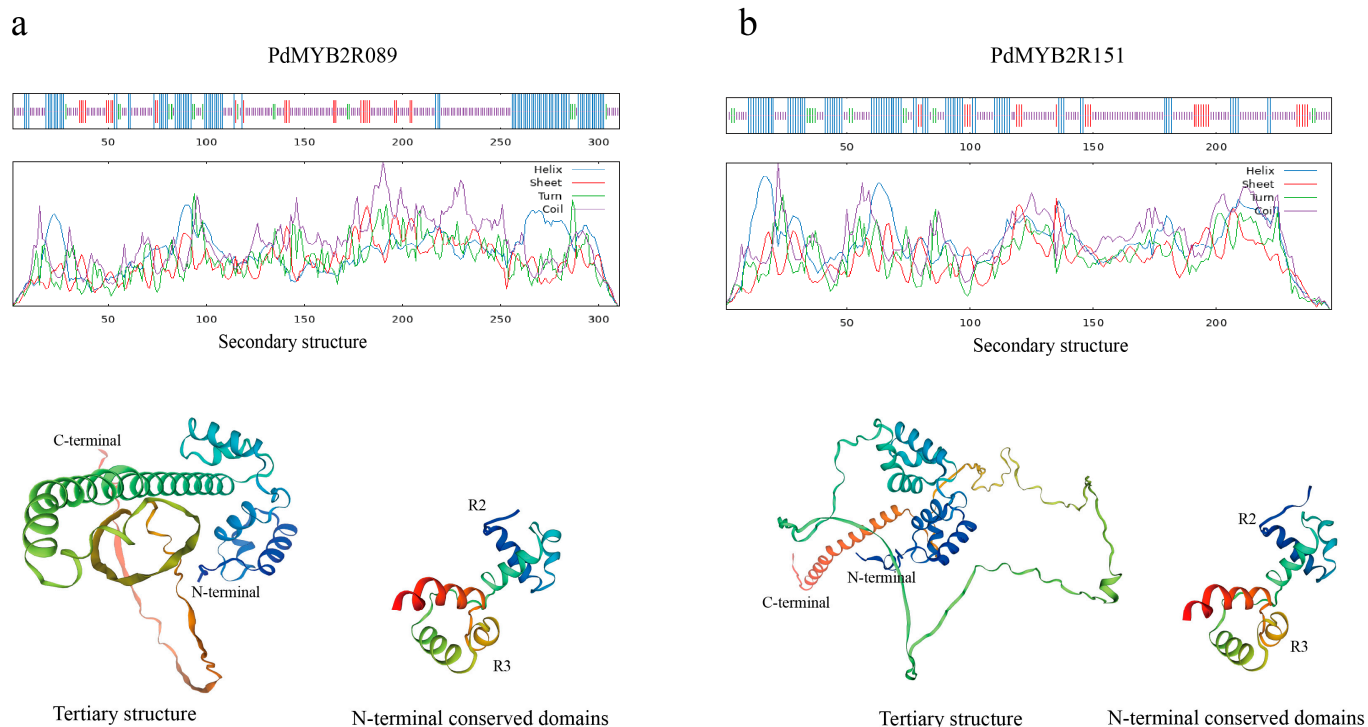 a
PdMYB2R089
50 100 150 200 250 300
Helix
Sheet
Turn
Coil
50 100 150 200 250 300
Secondary structure
C-terminal
N-terminal
R2
R3
Tertiary structure
N-terminal conserved domains
b
PdMYB2R151
50 100 150 200
Helix
Sheet
Turn
Coil
50 100 150 200
Secondary structure
N-terminal
C-terminal
R2
R3
Tertiary structure
N-terminal conserved domains